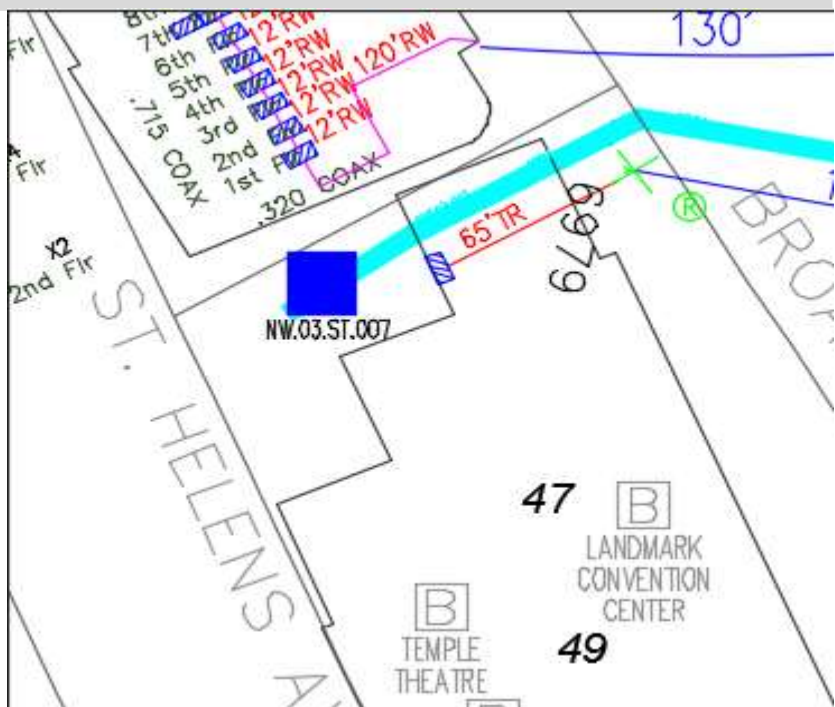 Flr
8th
7th
6th
5th
4th
3rd
2nd
1st
12'RW
12'RW
12'RW
12'RW
12'RW
120'RW
130'
.715 COAX
.320 COAX
Flr
X2
2nd Flr
65'TR
6979
R
NW.03.ST.007
ST. HELENS
47
B
LANDMARK
CONVENTION
CENTER
B
TEMPLE
THEATRE
49